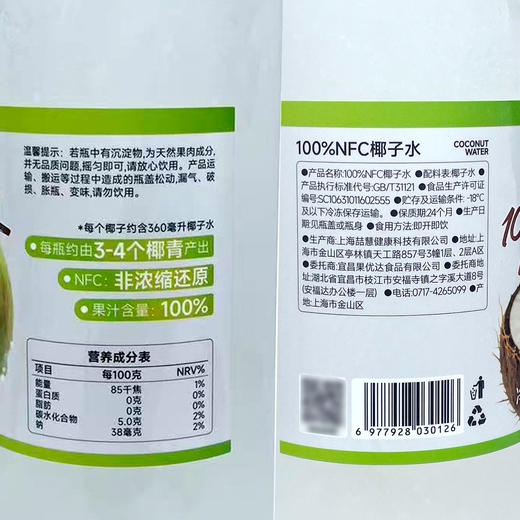 温馨提示：若瓶中有沉淀物,为天然果肉成分,
并无品质问题,摇匀即可,请放心饮用。产品运
输、搬运等过程中造成的瓶盖松动、漏气、破
损、胀瓶、变味,请勿饮用。
*每个椰子约含360毫升椰子水
每瓶约由3-4个椰青产出
NFC：非浓缩还原
果汁含量：100%
营养成分表
项目 每100克 NRV%
能量 85千焦 1%
蛋白质 0克 0%
脂肪 0克 0%
碳水化合物 5.0克 2%
钠 38毫克 2%
100%NFC椰子水
COCONUT
WATER
●产品名称:100%NFC椰子水 ●配料表:椰子水
●产品执行标准代号:GB/T31121 ●食品生产许可证
编号:SC10631011602555 ●贮存及运输条件: -18℃
及以下冷冻保存运输。 ●保质期:24个月 ●生产日
期:见瓶盖或瓶身 ●食用方法:即开即饮
●生产商:上海喆慧健康科技有限公司 ●地址:上
海市金山区亭林镇天工路857号3幢1层、2层A区
●委托商:宜昌果优达食品有限公司 ●委托商地
址:湖北省宜昌市枝江市安福寺镇之字溪大道8号
(安福达办公楼一层) ●电话:0717-4265099 ●产
地:上海市金山区
6 977928 030126
10